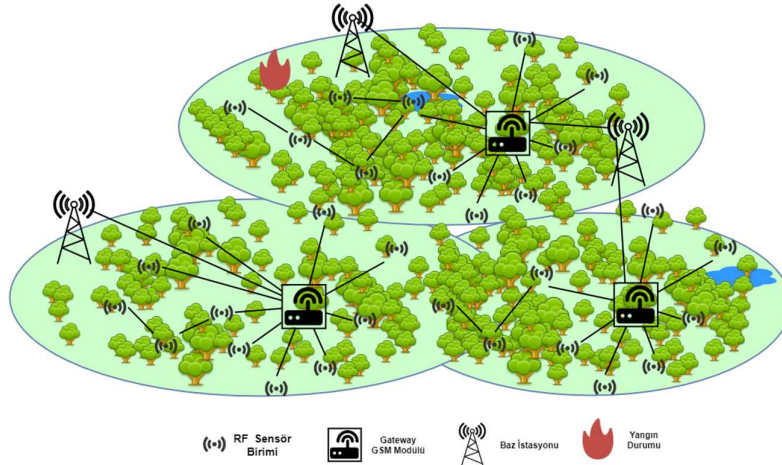 RF Sensör
Birimi
Gateway
GSM Modülü
Baz İstasyonu
Yangın
Durumu